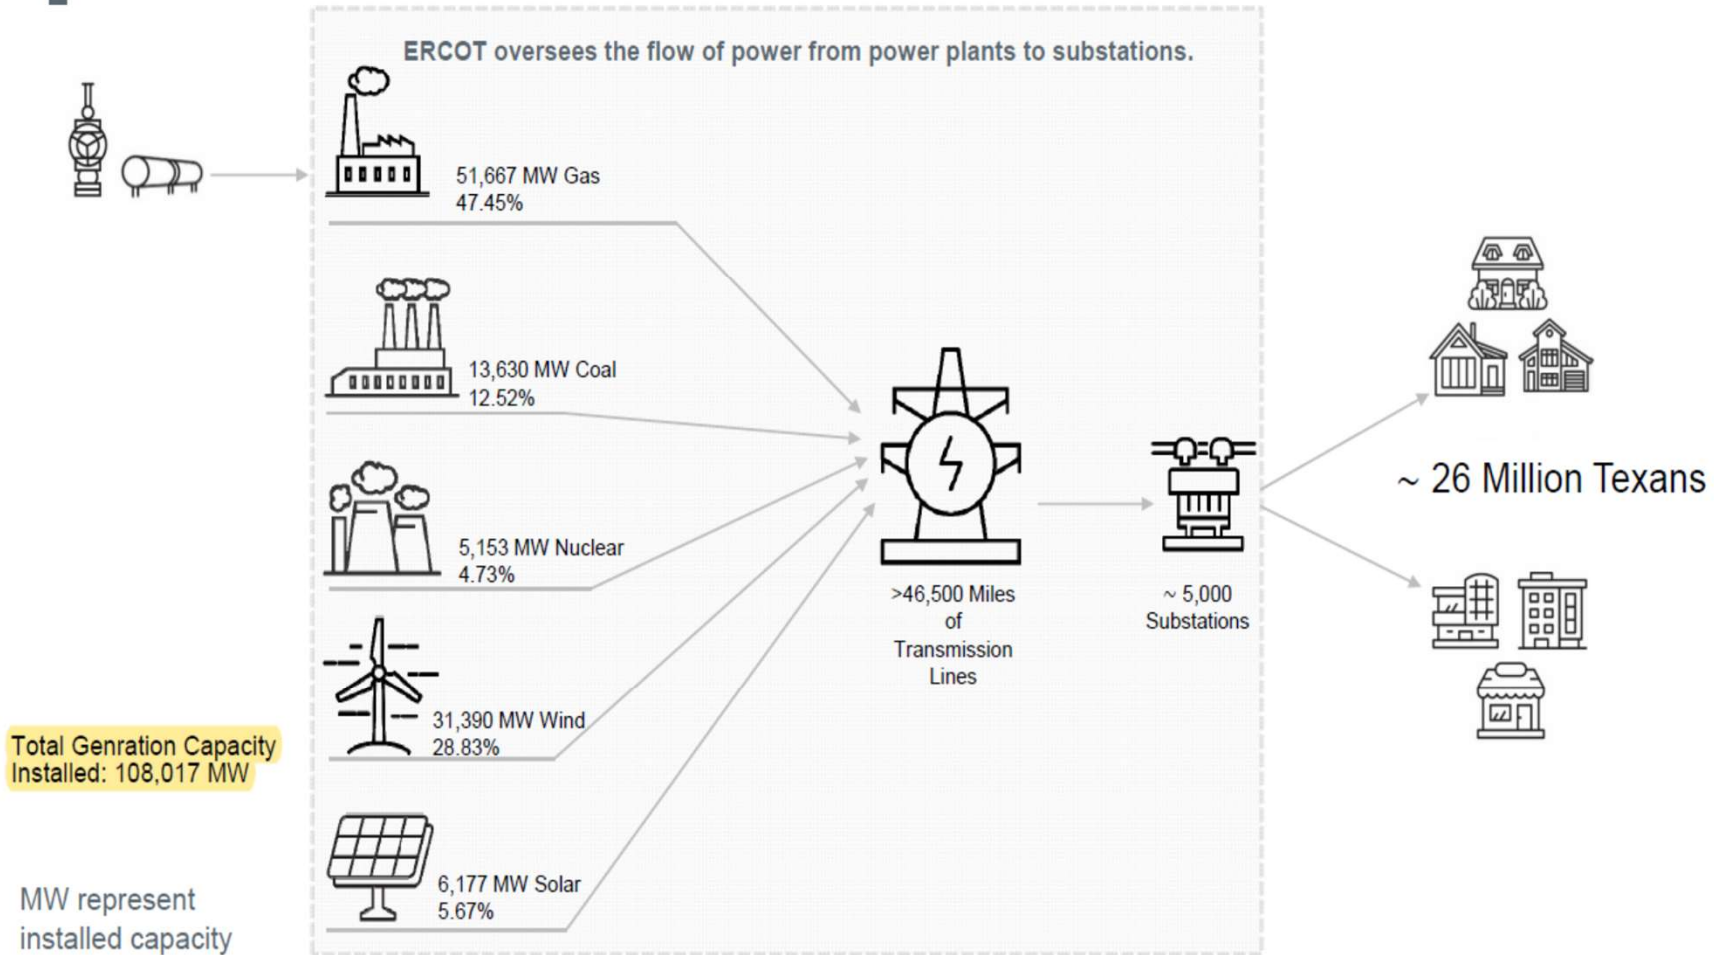 ERCOT oversees the flow of power from power plants to substations.
51,667 MW Gas
47.45%
13,630 MW Coal
12.52%
5,153 MW Nuclear
4.73%
31,390 MW Wind
28.83%
6,177 MW Solar
5.67%
>46,500 Miles
of
Transmission
Lines
~ 5,000
Substations
~ 26 Million Texans
Total Genration Capacity
Installed: 108,017 MW
MW represent
installed capacity